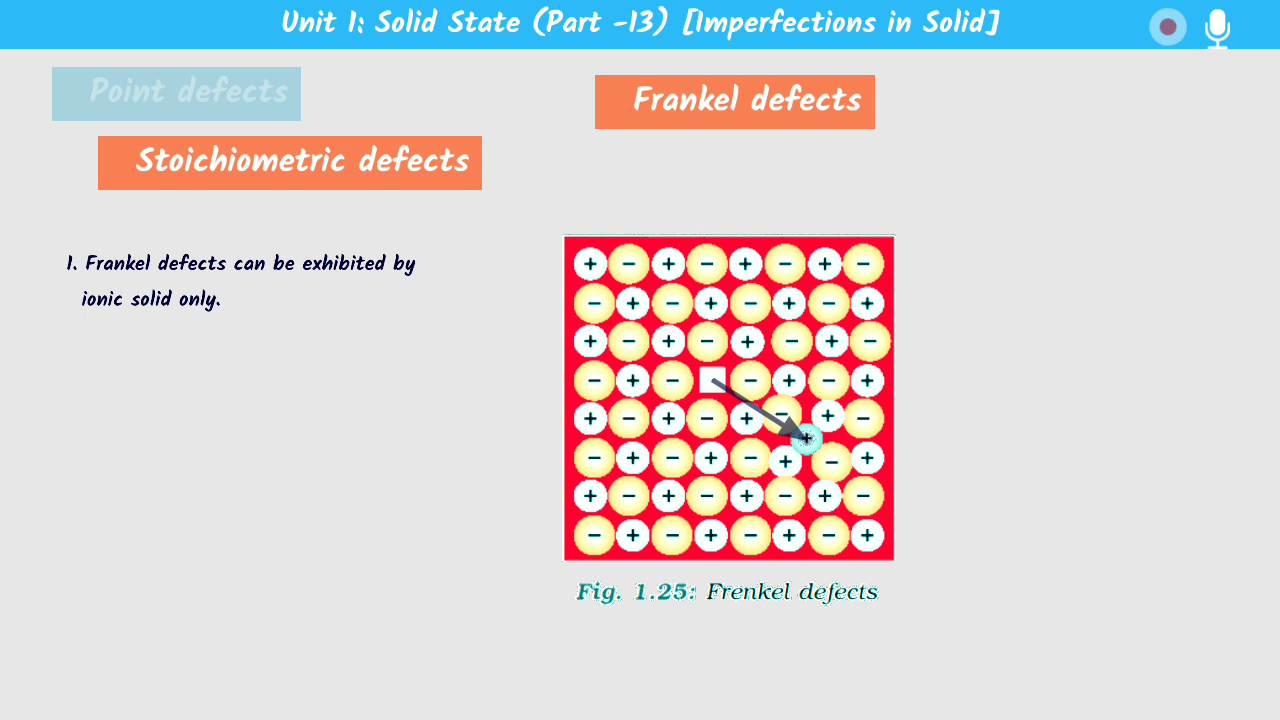 Unit 1: Solid State (Part -13) [Imperfections in Solid]
Point defects
Stoichiometric defects
Frankel defects
1. Frankel defects can be exhibited by
ionic solid only.
+ − + − + − + −
− + − + − + − +
+ − + − + − + −
− + − − + − +
+ − + − + − + −
+
− + − + − + − +
+ − + − + − + −
− + − + − + − +
Fig. 1.25: Frenkel defects